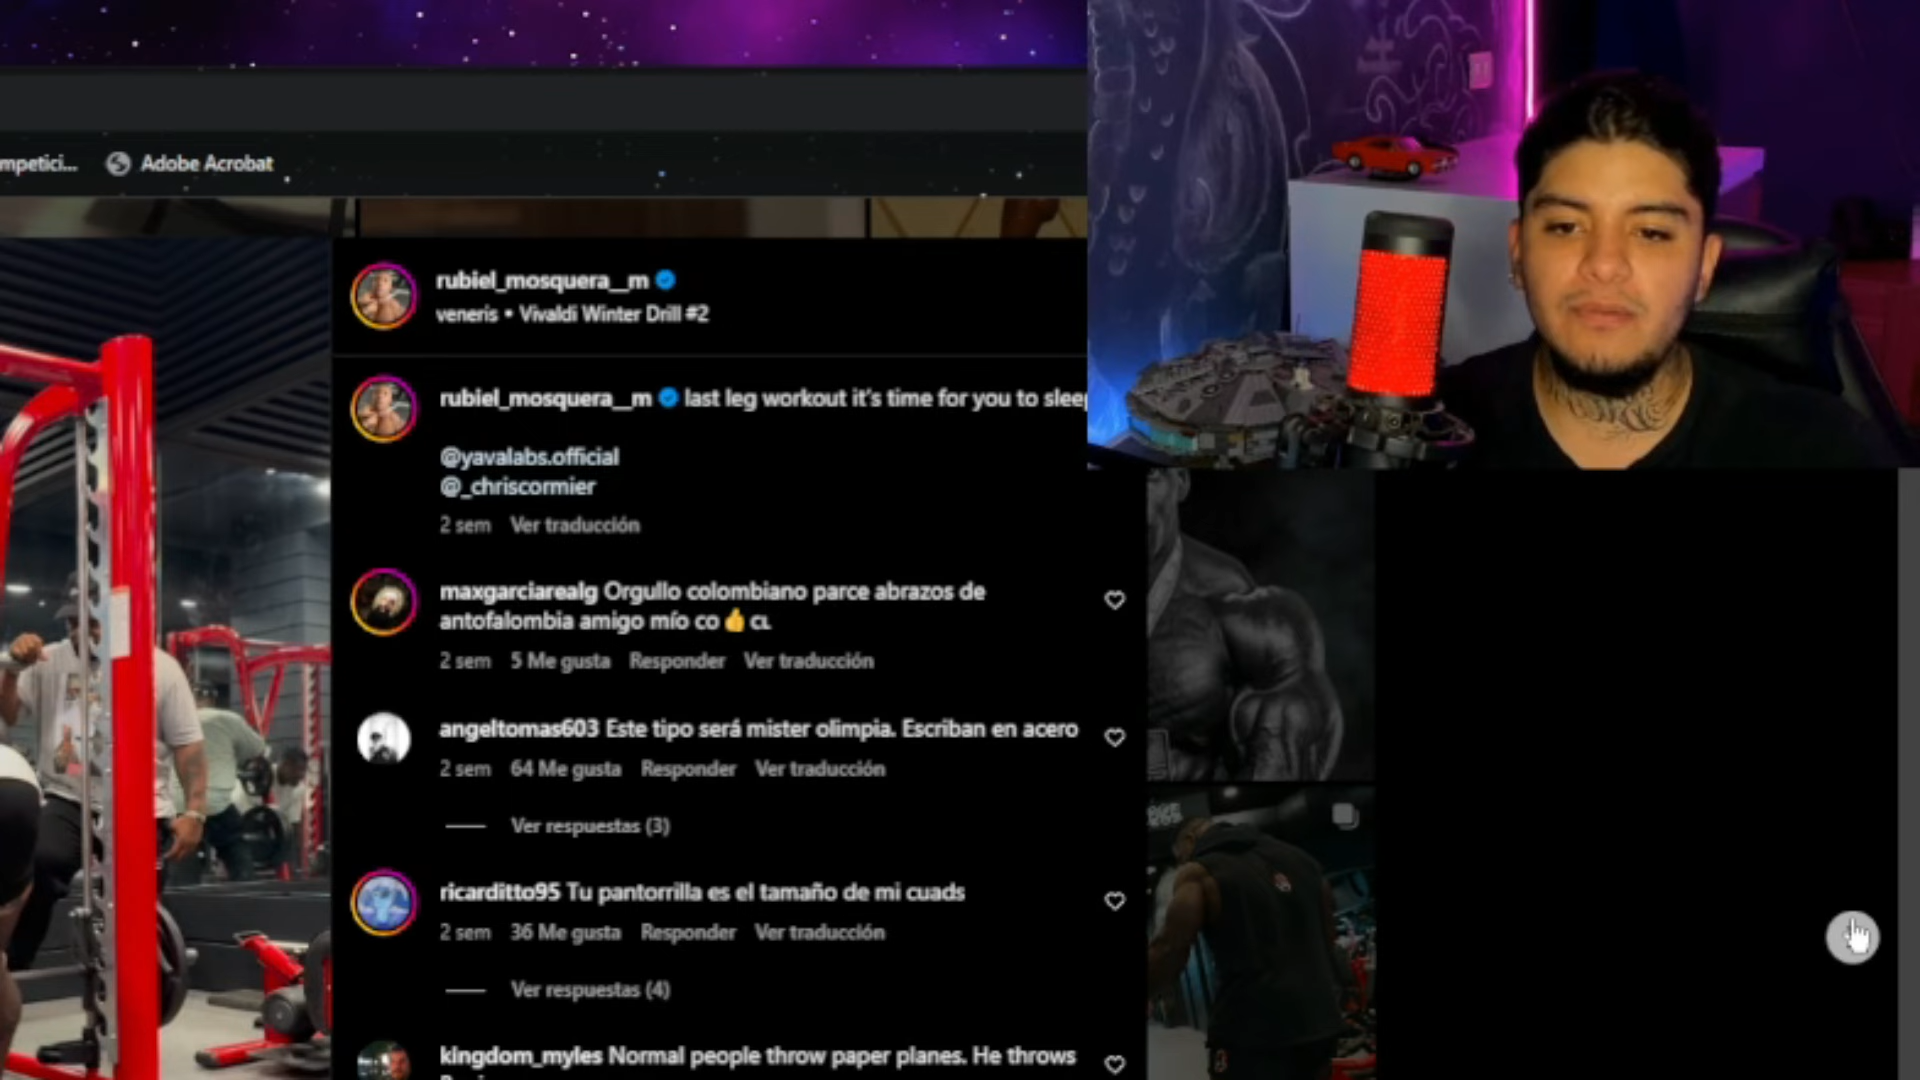 mpetici... Adobe Acrobat
rubiel_mosquera__m
veneris • Vivaldi Winter Drill #2
rubiel_mosquera__m last leg workout it's time for you to sleep
@yavalabs.official
@_chriscormier
2 sem Ver traducción
maxgarciarealg Orgullo colombiano parce abrazos de
antofalombia amigo mío co👍 CL
2 sem 5 Me gusta Responder Ver traducción
angeltomas603 Este tipo será mister olimpia. Escriban en acero
2 sem 64 Me gusta Responder Ver traducción
Ver respuestas (3)
ricarditto95 Tu pantorrilla es el tamaño de mi cuads
2 sem 36 Me gusta Responder Ver traducción
Ver respuestas (4)
kingdom_myles Normal people throw paper planes. He throws